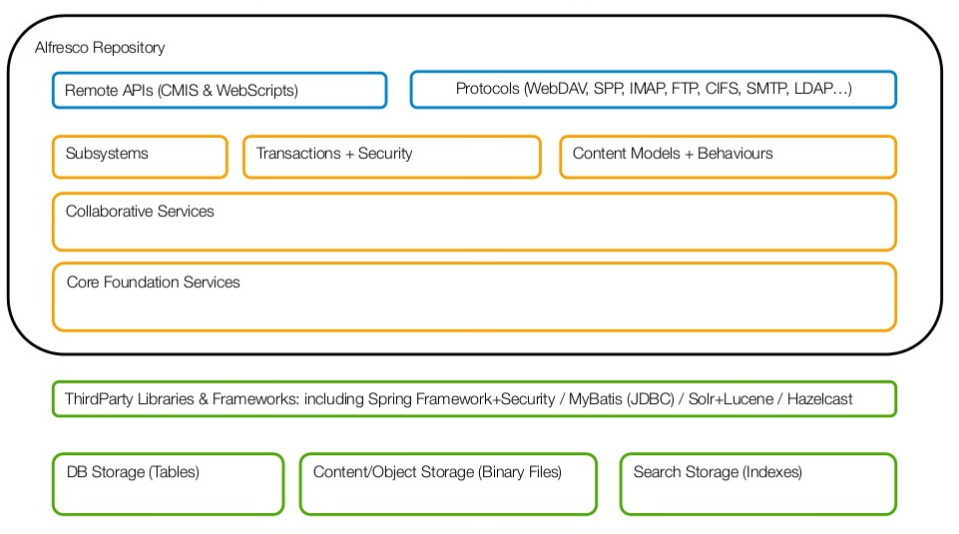 Alfresco Repository
Remote APIs (CMIS & WebScripts)
Protocols (WebDAV, SPP, IMAP, FTP, CIFS, SMTP, LDAP…)
Subsystems
Transactions + Security
Content Models + Behaviours
Collaborative Services
Core Foundation Services
ThirdParty Libraries & Frameworks: including Spring Framework+Security / MyBatis (JDBC) / Solr+Lucene / Hazelcast
DB Storage (Tables)
Content/Object Storage (Binary Files)
Search Storage (Indexes)